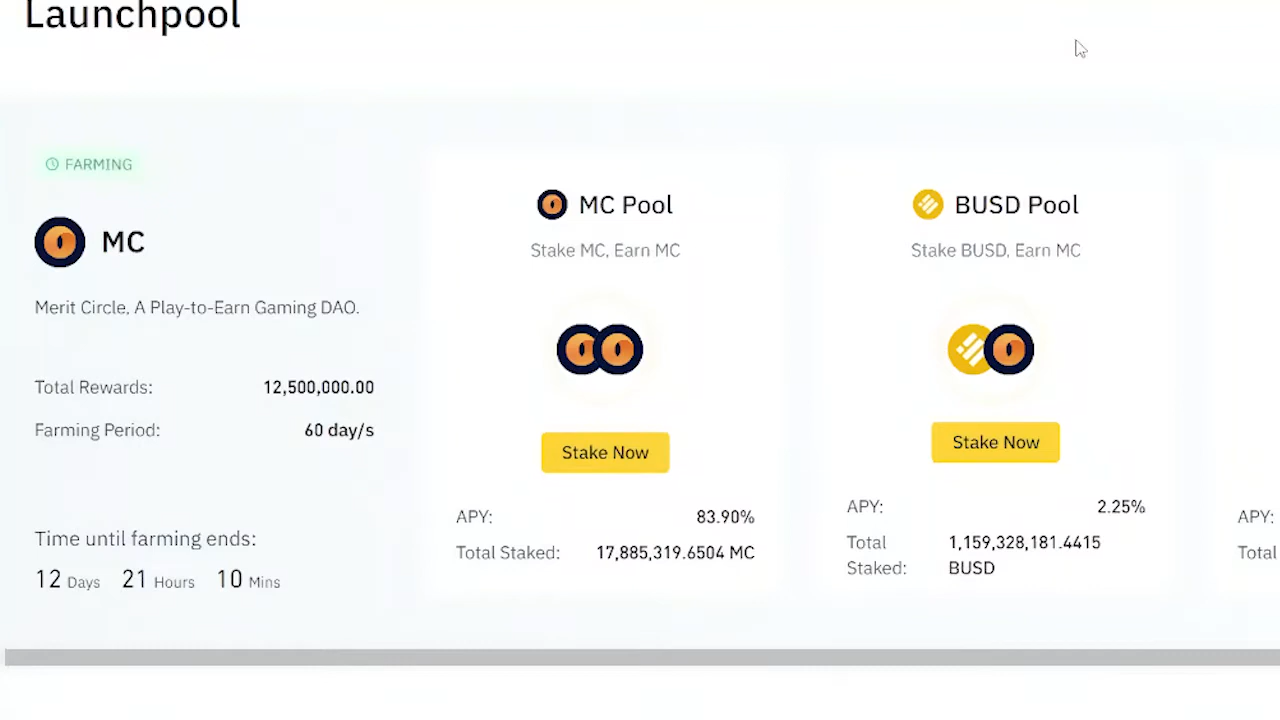 Launchpool
FARMING
MC
Merit Circle, A Play-to-Earn Gaming DAO.
Total Rewards: 12,500,000.00
Farming Period: 60 day/s
Time until farming ends:
12 Days 21 Hours 10 Mins
MC Pool
Stake MC, Earn MC
Stake Now
APY: 83.90%
Total Staked: 17,885,319.6504 MC
BUSD Pool
Stake BUSD, Earn MC
Stake Now
APY: 2.25%
Total 1,159,328,181.4415
Staked: BUSD
APY:
Total